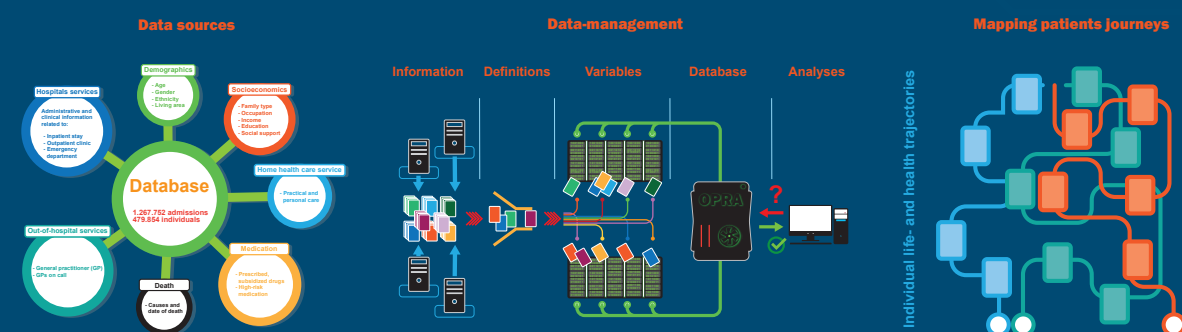 Data sources
Data-management
Mapping patients journeys
Information
Definitions
Variables
Database
Analyses
Demographics
- Age
- Gender
- Ethnicity
- Living area
Hospitals services
Administrative and
clinical information
related to:
- Inpatient stay
- Outpatient clinic
- Emergency
department
Socioeconomics
- Family type
- Occupation
- Income
- Education
- Social support
Database
1.267.752 admissions
479.854 individuals
Home health care service
- Practical and
personal care
Out-of-hospital services
- General practitioner (GP)
- GPs on call
Medication
- Prescribed,
subsidized drugs
- High-risk
medication
Death
- Causes and
date of death
OPRA
?
Individual life- and health trajectories